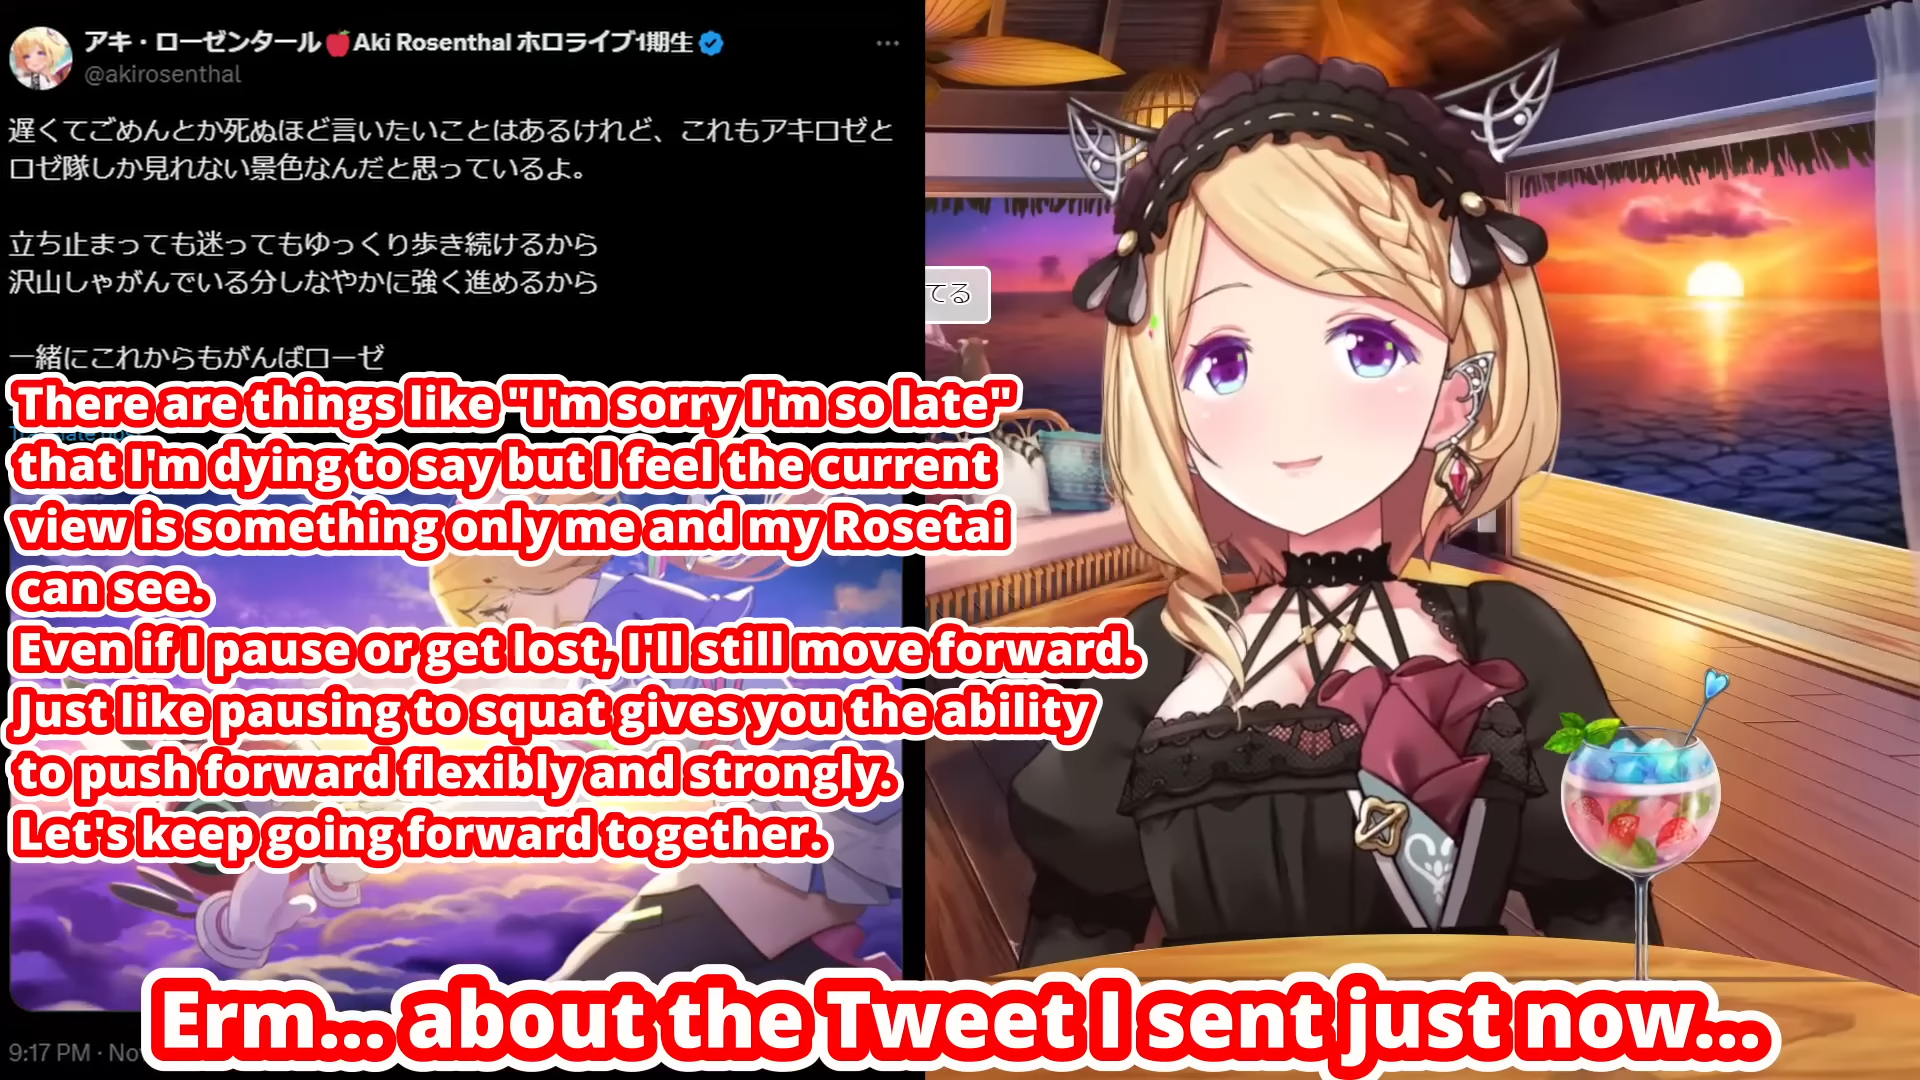 アキ・ローゼンタール🍎Aki Rosenthal ホロライブ1期生
@akirosenthal
遅くてごめんとか死ぬほど言いたいことはあるけれど、これもアキロゼと
ロゼ隊しか見れない景色なんだと思っているよ。
立ち止まっても迷ってもゆっくり歩き続けるから
沢山しゃがんでいる分しなやかに強く進めるから
一緒にこれからもがんばローゼ
てる
There are things like "I'm sorry I'm so late"
that I'm dying to say but I feel the current
view is something only me and my Rosetai
can see.
Even if I pause or get lost, I'll still move forward.
Just like pausing to squat gives you the ability
to push forward flexibly and strongly.
Let's keep going forward together.
Erm... about the Tweet I sent just now...
9:17 PM · No